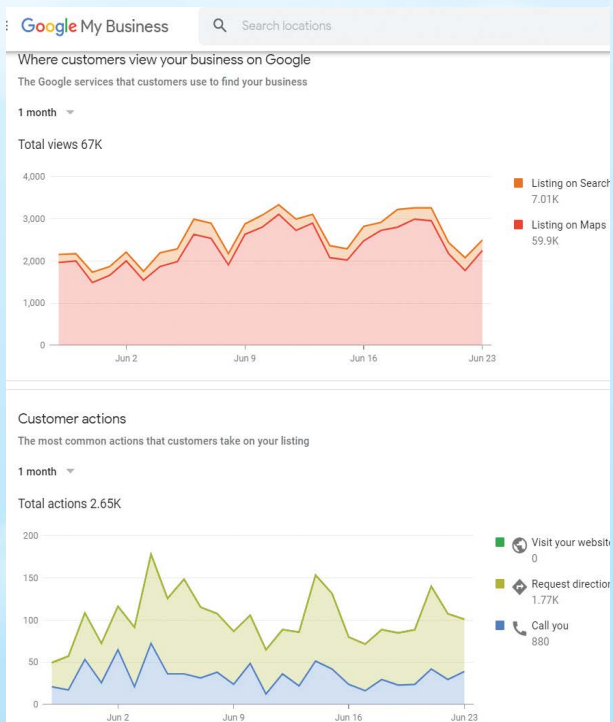 Google My Business
Search locations
Where customers view your business on Google
The Google services that customers use to find your business
1 month
Total views 67K
4,000
3,000
2,000
1,000
0
Jun 2
Jun 9
Jun 16
Jun 23
Listing on Search
7.01K
Listing on Maps
59.9K
Customer actions
The most common actions that customers take on your listing
1 month
Total actions 2.65K
200
150
100
50
0
Jun 2
Jun 9
Jun 16
Jun 23
Visit your website
0
Request direction
1.77K
Call you
880